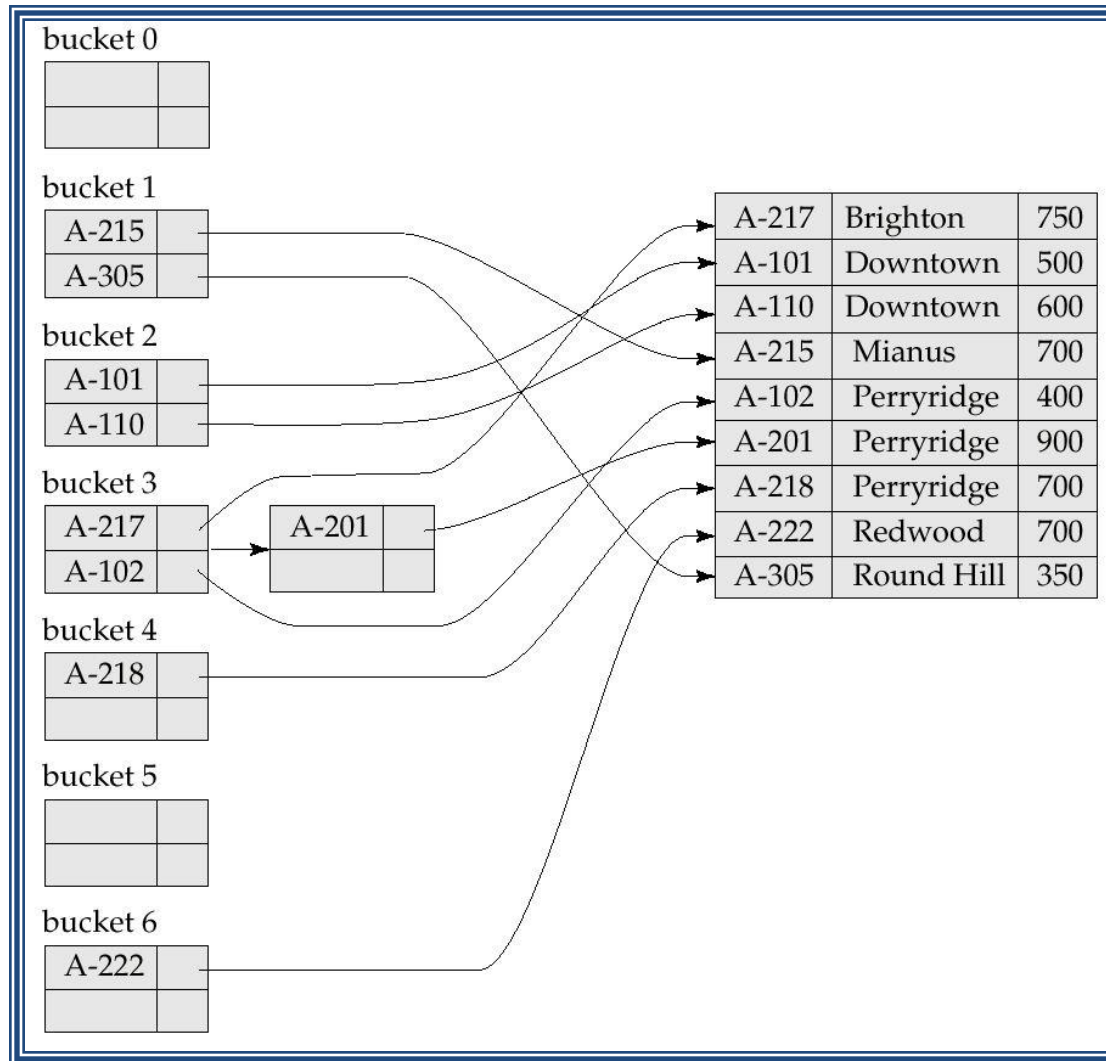 bucket 0
bucket 1
A-215
A-305
bucket 2
A-101
A-110
bucket 3
A-217
A-102
A-201
bucket 4
A-218
bucket 5
bucket 6
A-222
A-217 Brighton 750
A-101 Downtown 500
A-110 Downtown 600
A-215 Mianus 700
A-102 Perryridge 400
A-201 Perryridge 900
A-218 Perryridge 700
A-222 Redwood 700
A-305 Round Hill 350